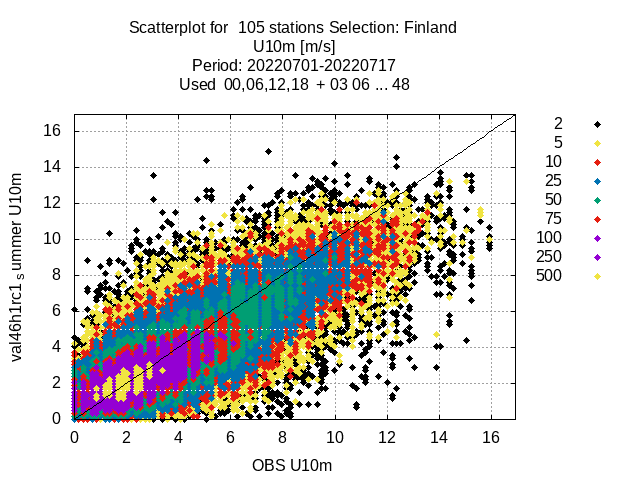 Scatterplot for  105 stations Selection: Finland
U10m [m/s]
Period: 20220701-20220717
Used  00,06,12,18  + 03 06 ... 48
val46h1rc1 summer U10m
16
14
12
10
8
6
4
2
0
0 2 4 6 8 10 12 14 16
OBS U10m
2
5
10
25
50
75
100
250
500